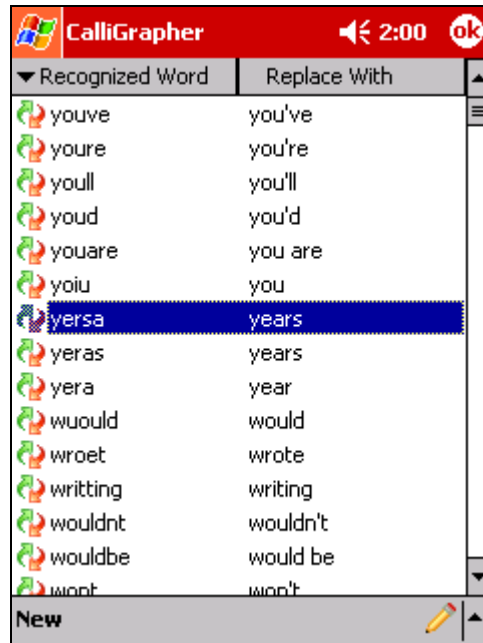 CalliGrapher 2:00 ok
Recognized Word Replace With
youve you've
youre you're
youll you'll
youd you'd
youare you are
yoiu you
yersa years
yeras years
yera year
wuould would
wroet wrote
writting writing
wouldnt wouldn't
wouldbe would be
wont won't
New